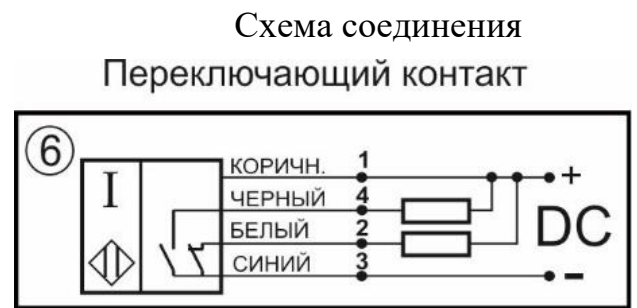 Схема соединения
Переключающий контакт
6
I
КОРИЧН. 1 +
ЧЕРНЫЙ 4
DC
БЕЛЫЙ 2
СИНИЙ 3 -